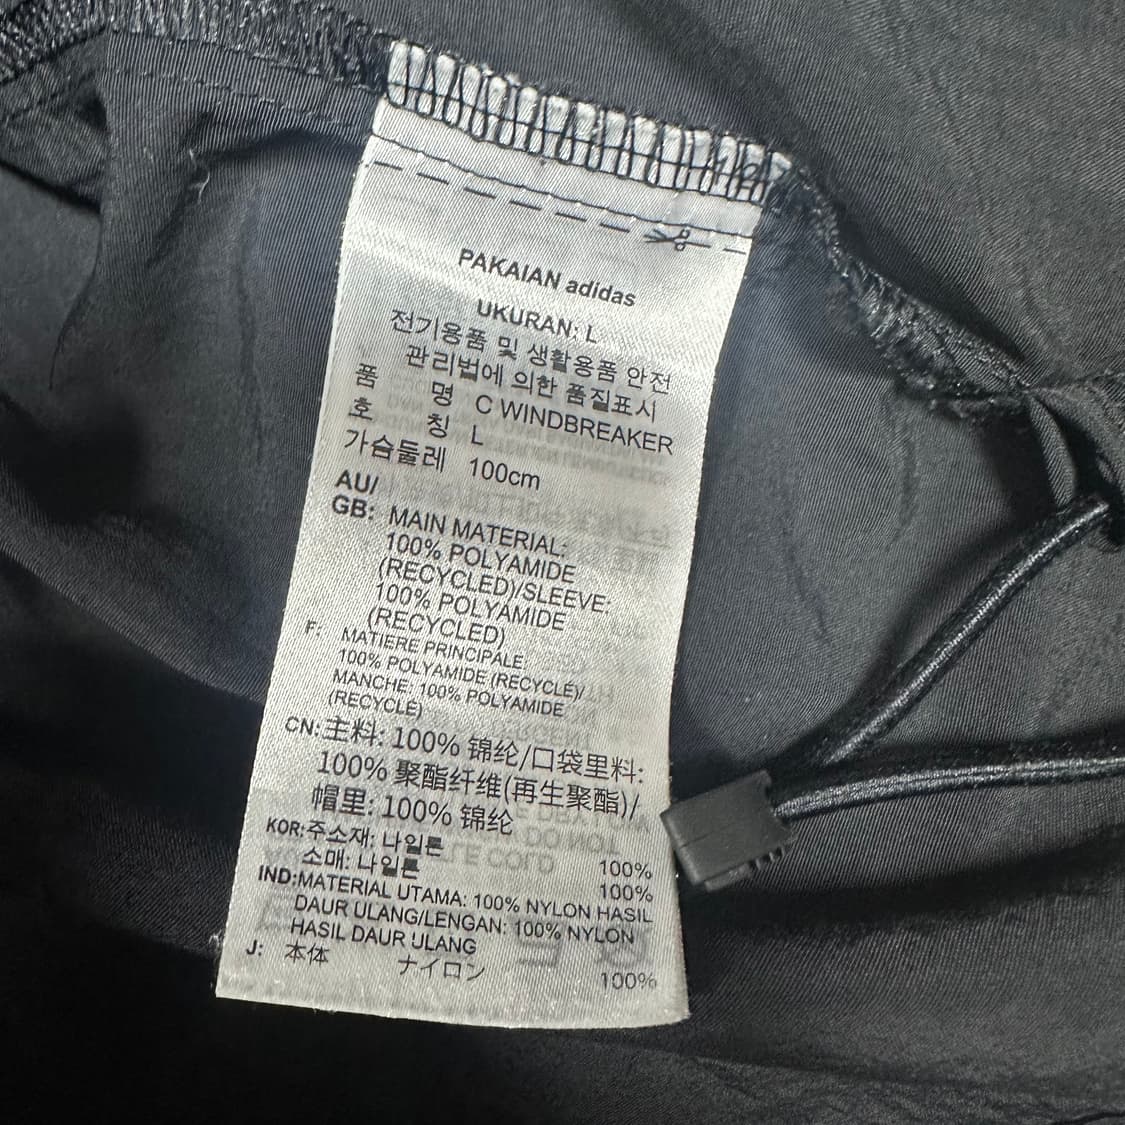 PAKAIAN adidas
UKURAN: L
전기용품 및 생활용품 안전
관리법에 의한 품질표시
품 명 C WINDBREAKER
호 칭 L
가슴둘레 100cm
AU/
GB: MAIN MATERIAL:
100% POLYAMIDE
(RECYCLED)/SLEEVE:
100% POLYAMIDE
(RECYCLED)
F: MATIERE PRINCIPALE:
100% POLYAMIDE (RECYCLÉ)/
MANCHE: 100% POLYAMIDE
(RECYCLÉ)
CN: 主料: 100% 锦纶/口袋里料:
100% 聚酯纤维(再生聚酯)/
帽里: 100% 锦纶
KOR: 주소재: 나일론 100%
소매: 나일론 100%
IND: MATERIAL UTAMA: 100% NYLON HASIL
DAUR ULANG/LENGAN: 100% NYLON
HASIL DAUR ULANG
J: 本体 ナイロン 100%